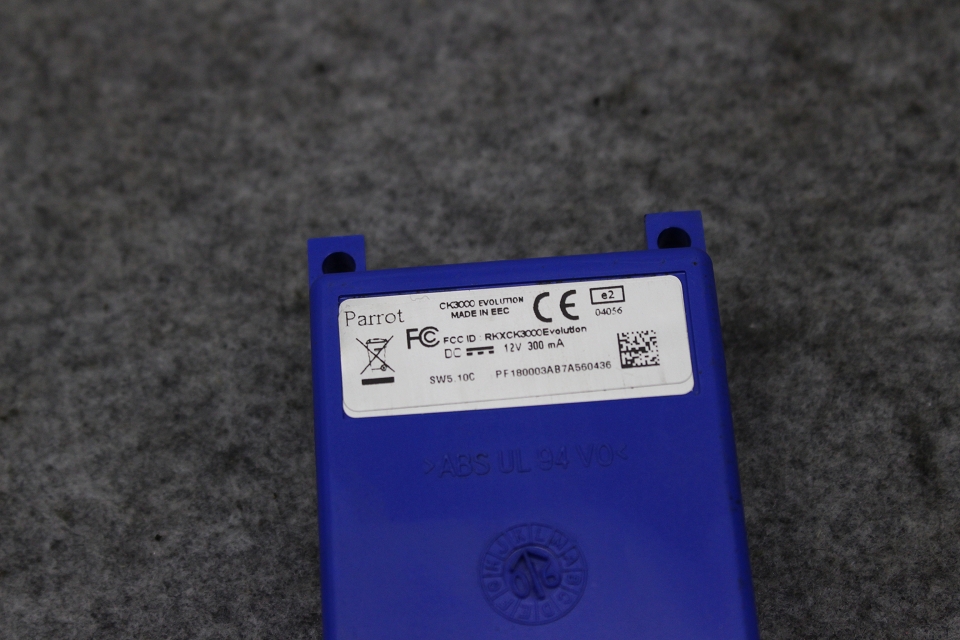 Parrot
CK3000 EVOLUTION
MADE IN EEC
CE
e2
04056
FC FCC ID : RKXCK3000Evolution
DC 12V 300 mA
SW5.10C PF180003AB7A560436
>ABS UL 94 V0<